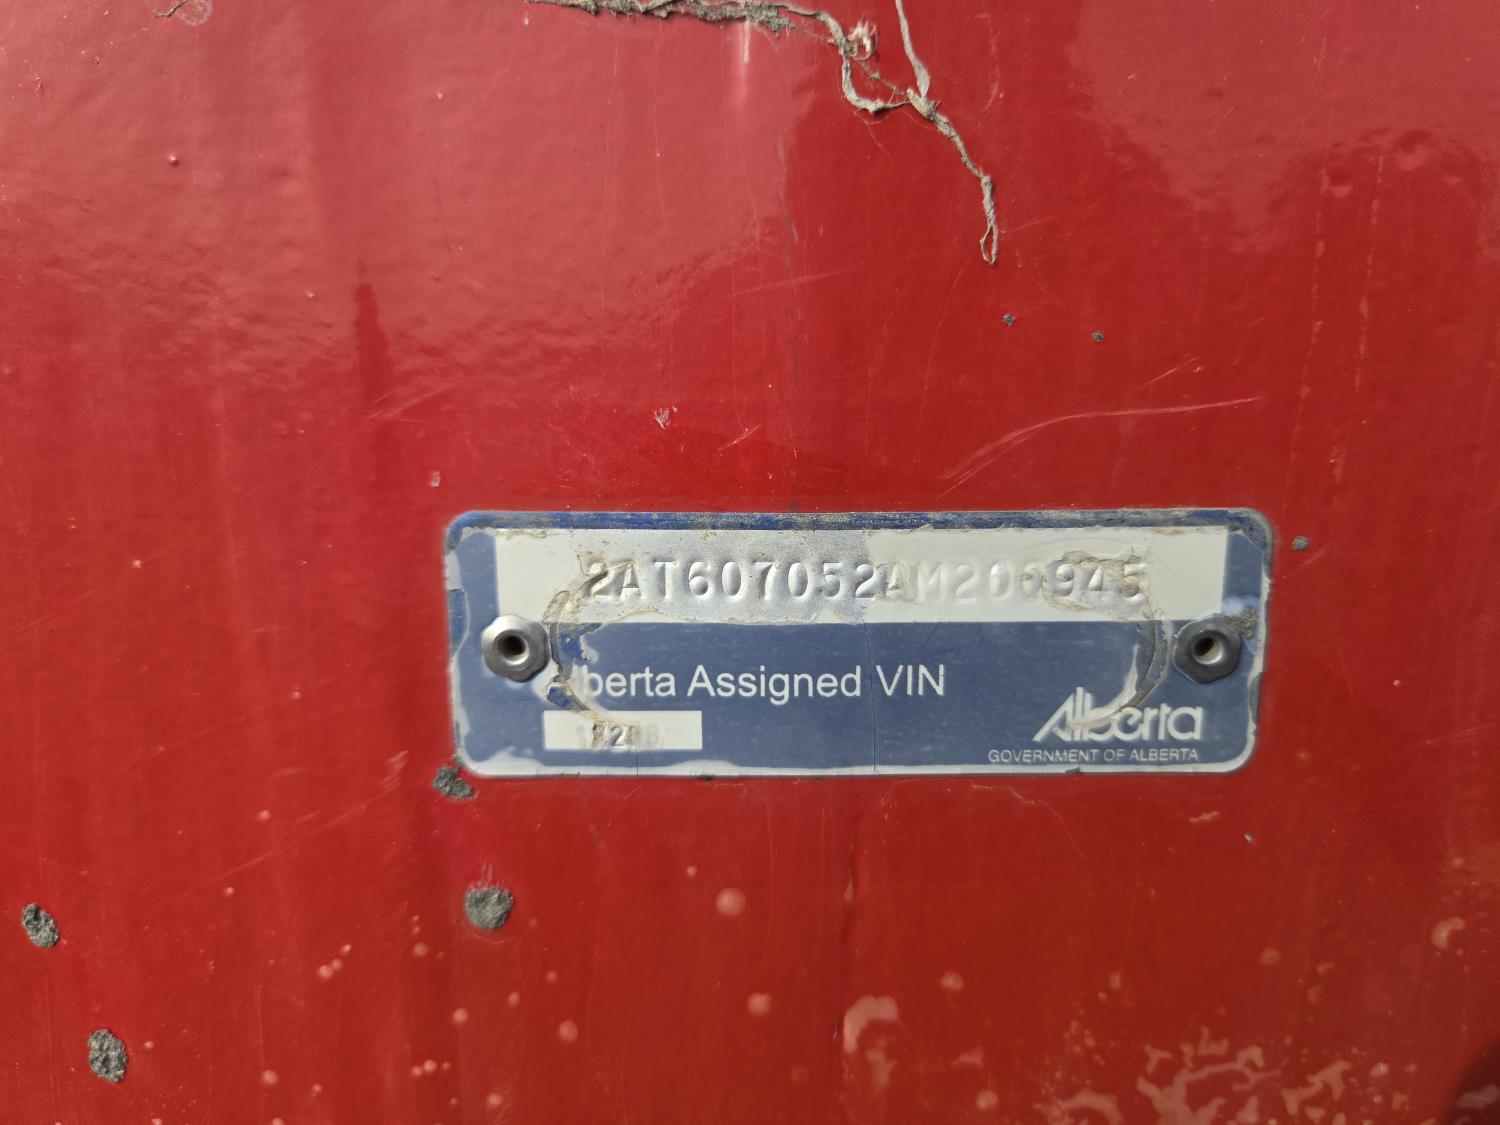 2AT607052AM200945
Alberta Assigned VIN
Alberta
GOVERNMENT OF ALBERTA